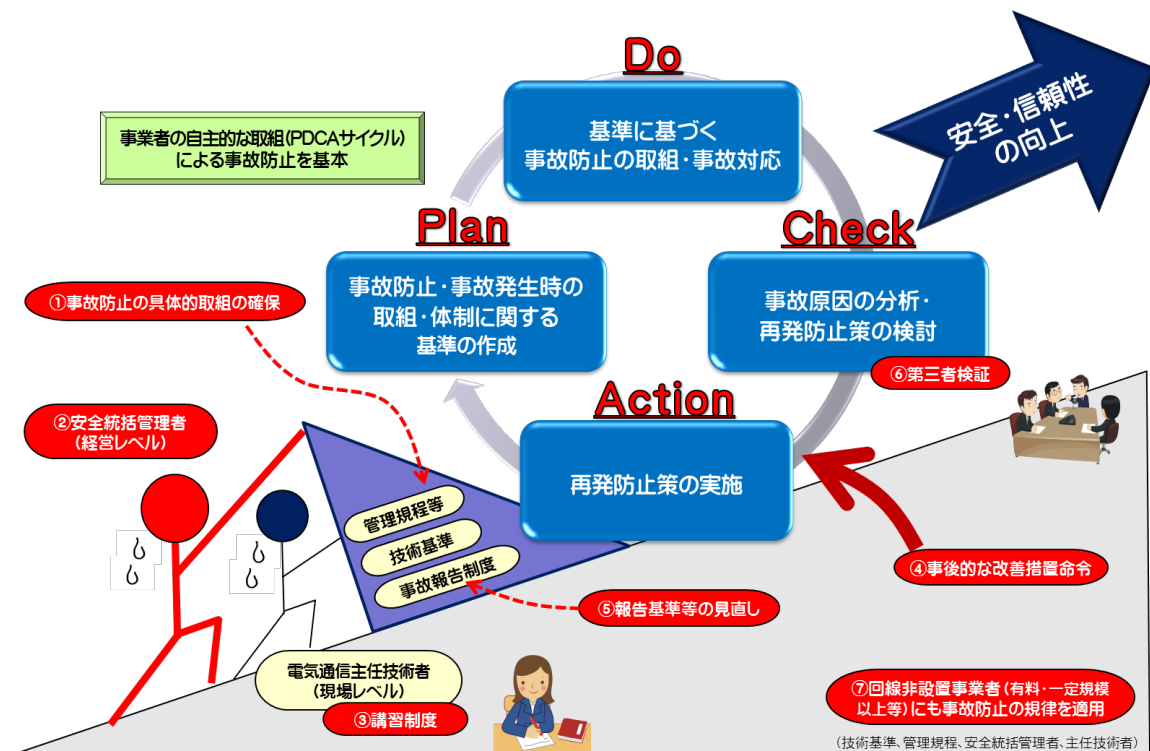 Do
安全・信頼性
の向上
事業者の自主的な取組(PDCAサイクル)
による事故防止を基本
基準に基づく
事故防止の取組・事故対応
Plan
Check
事故防止・事故発生時の
取組・体制に関する
基準の作成
事故原因の分析・
再発防止策の検討
①事故防止の具体的取組の確保
⑥第三者検証
Action
②安全統括管理者
(経営レベル)
再発防止策の実施
管理規程等
技術基準
事故報告制度
④事後的な改善措置命令
⑤報告基準等の見直し
電気通信主任技術者
(現場レベル)
③講習制度
⑦回線非設置事業者(有料・一定規模
以上等)にも事故防止の規律を適用
(技術基準、管理規程、安全統括管理者、主任技術者)